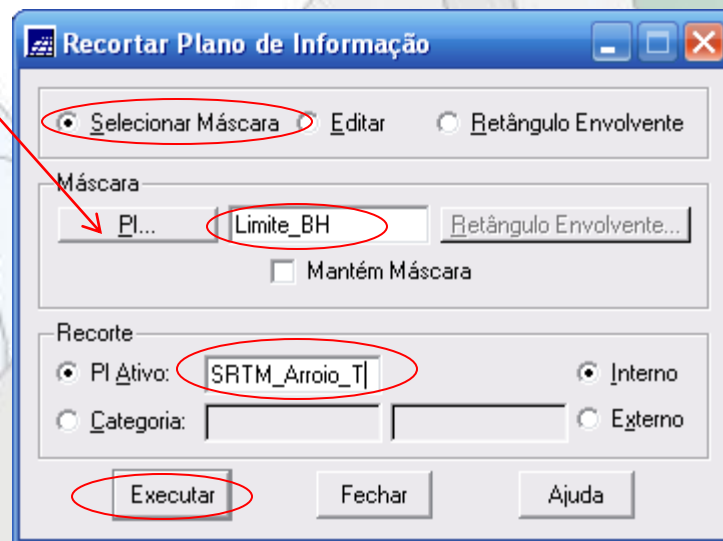 Recortar Plano de Informação
Selecionar Máscara Editar Retângulo Envolvente
Máscara
PI... Limite_BH Retângulo Envolvente...
Mantém Máscara
Recorte
PI Ativo: SRTM_Arroio_T Interno
Categoria: Externo
Executar Fechar Ajuda